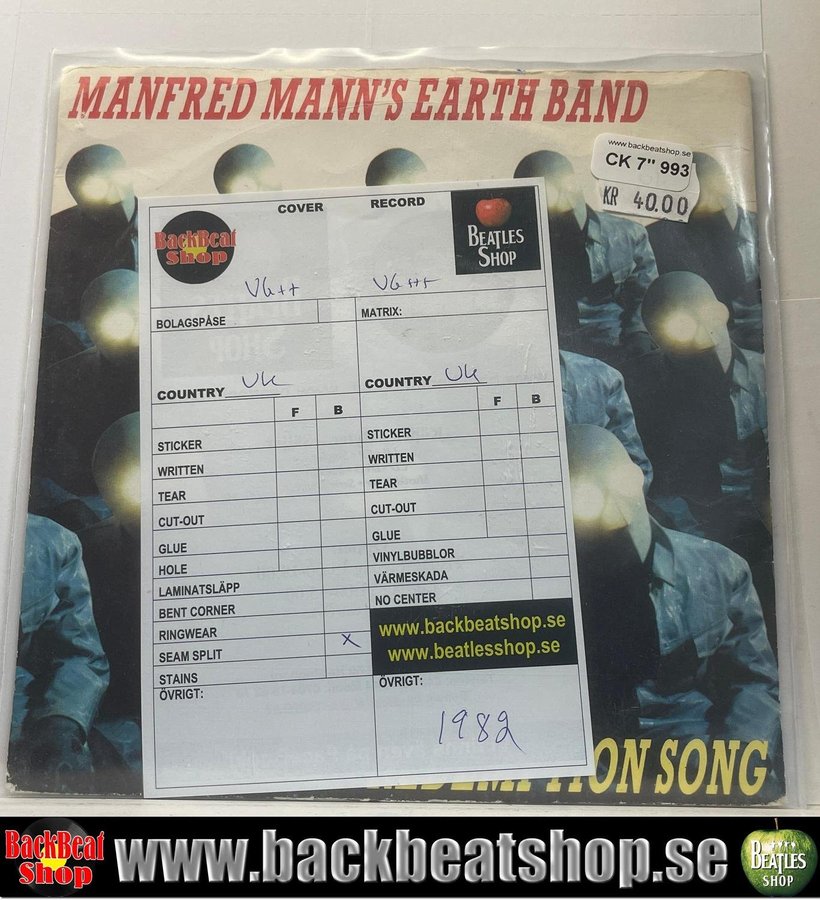 MANFRED MANN'S EARTH BAND
www.backbeatshop.se
CK 7" 993
KR 40.00
COVER RECORD
BackBeat
Shop
BEATLES
SHOP
VG++ VG+++
BOLAGSPÅSE MATRIX:
COUNTRY UK COUNTRY UK
F B F B
STICKER STICKER
WRITTEN WRITTEN
TEAR TEAR
CUT-OUT CUT-OUT
GLUE GLUE
HOLE VINYLBUBBLOR
LAMINATSLÄPP VÄRMESKADA
BENT CORNER NO CENTER
RINGWEAR
SEAM SPLIT X
STAINS
www.backbeatshop.se
www.beatlesshop.se
ÖVRIGT: ÖVRIGT:
1982
REDEMPTION SONG
BackBeat
Shop
www.backbeatshop.se
BEATLES
SHOP